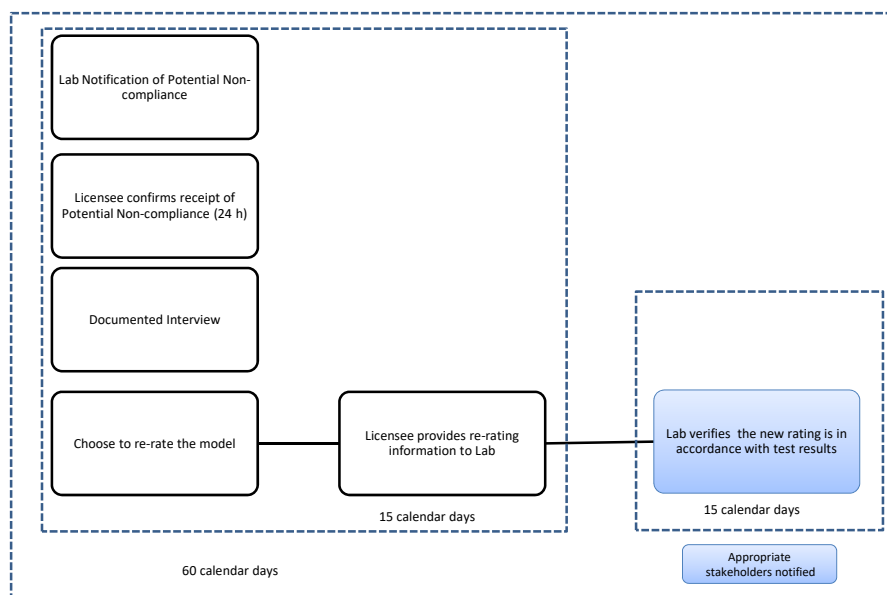 Lab Notification of Potential Non-
compliance
Licensee confirms receipt of
Potential Non-compliance (24 h)
Documented Interview
Choose to re-rate the model
Licensee provides re-rating
information to Lab
Lab verifies the new rating is in
accordance with test results
15 calendar days
15 calendar days
60 calendar days
Appropriate
stakeholders notified